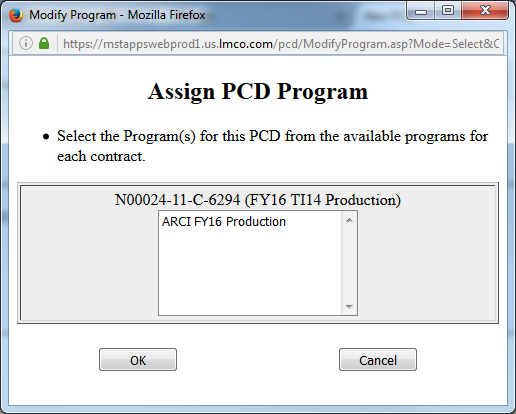 Modify Program - Mozilla Firefox
https://mstappswebprod1.us.lmco.com/pcd/ModifyProgram.asp?Mode=Select&C
Assign PCD Program
• Select the Program(s) for this PCD from the available programs for
each contract.
N00024-11-C-6294 (FY16 TI14 Production)
ARCI FY16 Production
OK
Cancel